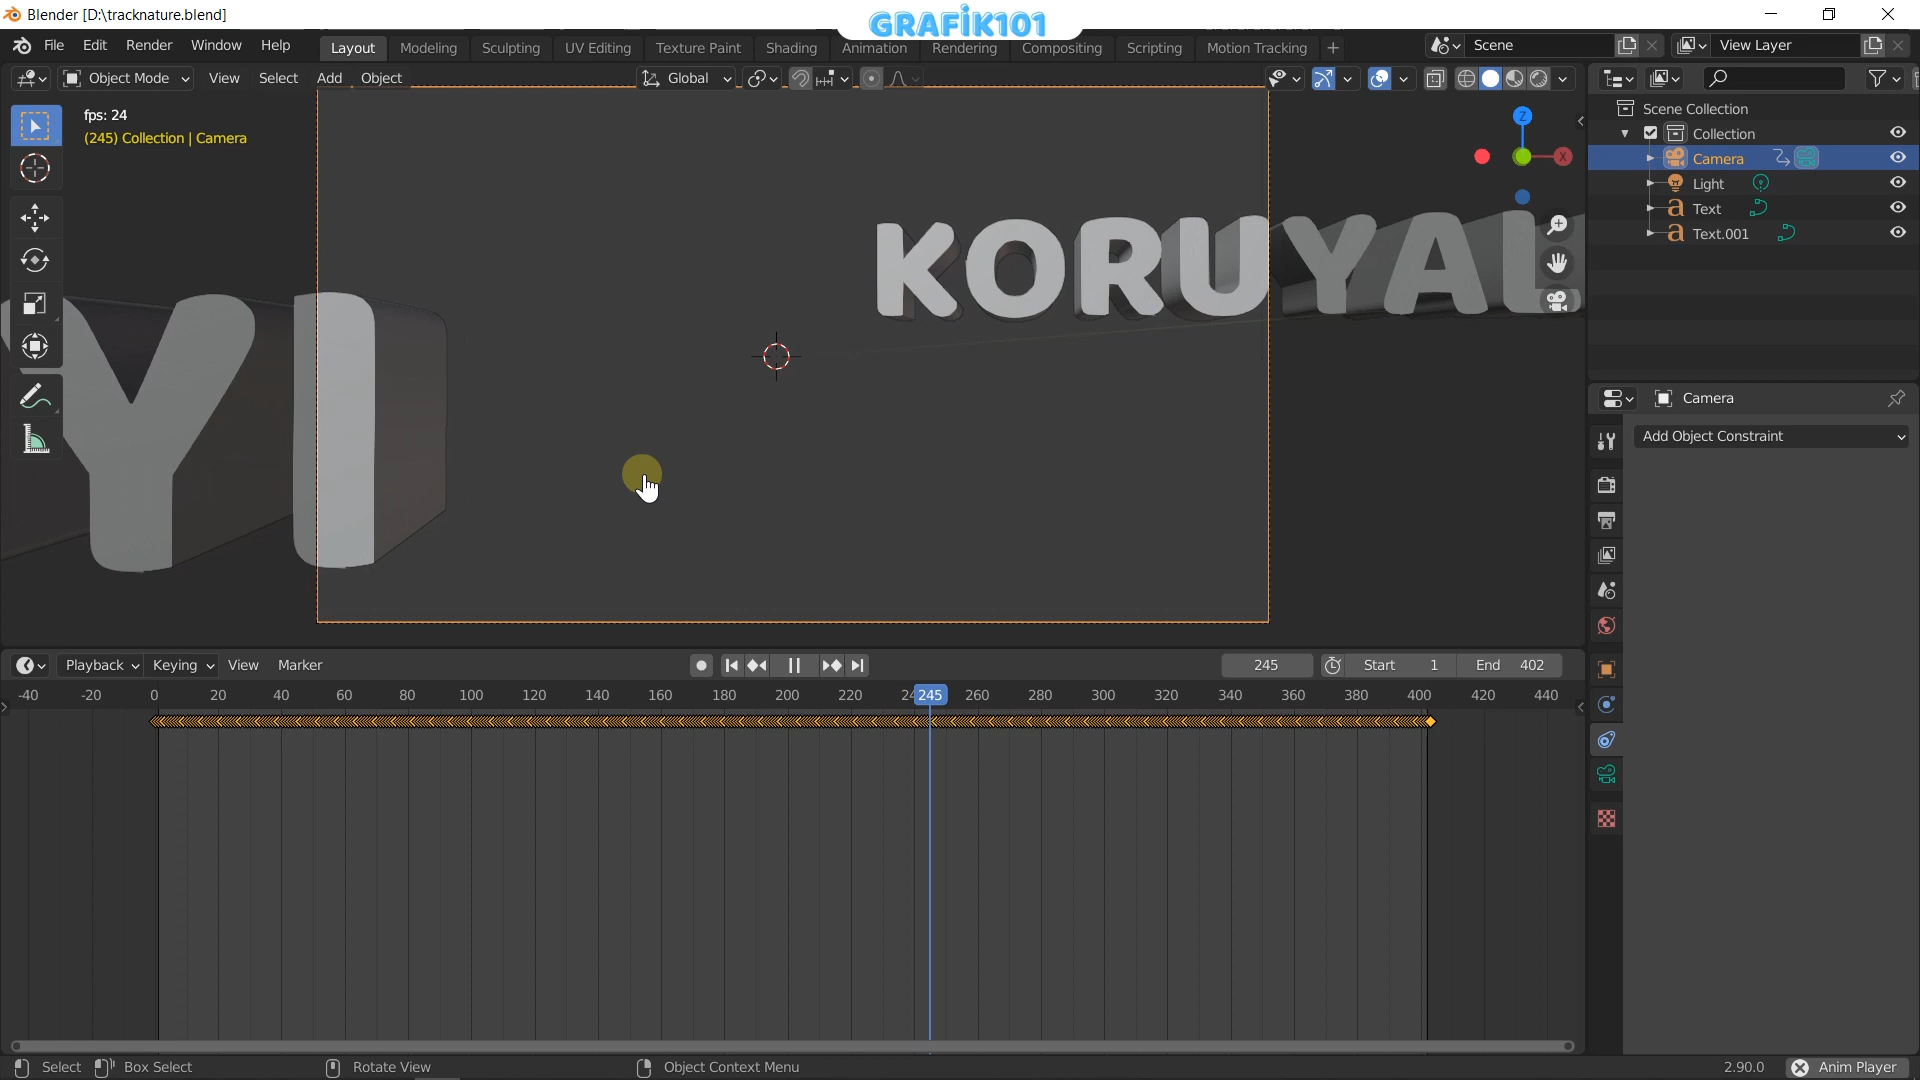 Blender [D:\tracknature.blend]
GRAFİK101
File Edit Render Window Help
Layout Modeling Sculpting UV Editing Texture Paint Shading Animation Rendering Compositing Scripting Motion Tracking +
Scene
View Layer
Object Mode View Select Add Object
Global
fps: 24
(245) Collection | Camera
Z
X
KORUYAL
YI
Scene Collection
Collection
Camera
Light
Text
Text.001
Camera
Add Object Constraint
Playback Keying View Marker
245 Start 1 End 402
-40 -20 0 20 40 60 80 100 120 140 160 180 200 220 245 260 280 300 320 340 360 380 400 420 440
Select Box Select Rotate View Object Context Menu
2.90.0 Anim Player